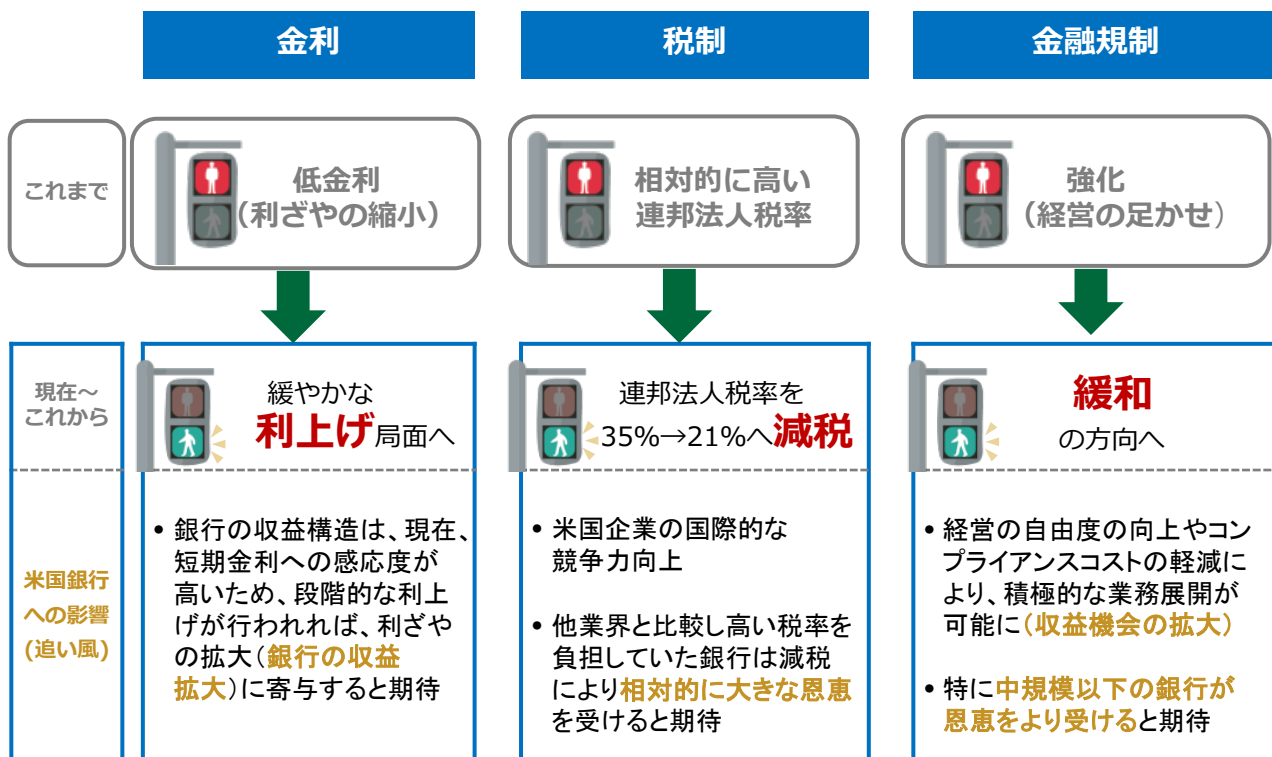 金利
税制
金融規制
これまで
低金利
(利ざやの縮小)
相対的に高い
連邦法人税率
強化
(経営の足かせ)
現在～
これから
緩やかな
利上げ局面へ
連邦法人税率を
35%→21%へ減税
緩和
の方向へ
米国銀行
への影響
(追い風)
• 銀行の収益構造は、現在、
短期金利への感応度が
高いため、段階的な利上
げが行われれば、利ざや
の拡大(銀行の収益
拡大)に寄与すると期待
• 米国企業の国際的な
競争力向上
• 他業界と比較し高い税率を
負担していた銀行は減税
により相対的に大きな恩恵
を受けると期待
• 経営の自由度の向上やコン
プライアンスコストの軽減に
より、積極的な業務展開が
可能に(収益機会の拡大)
• 特に中規模以下の銀行が
恩恵をより受けると期待